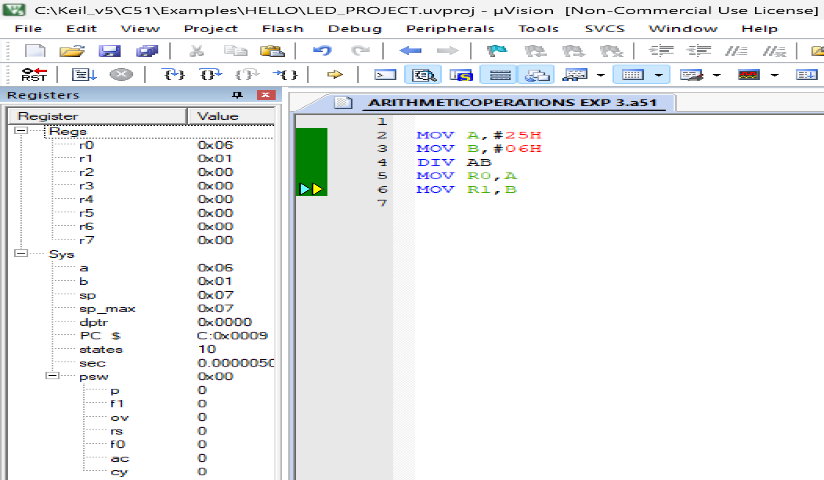 C:\Keil_v5\C51\Examples\HELLO\LED_PROJECT.uvproj - µVision [Non-Commercial Use License]
File Edit View Project Flash Debug Peripherals Tools SVCS Window Help
RST
Registers
Register Value
Regs
r0 0x06
r1 0x01
r2 0x00
r3 0x00
r4 0x00
r5 0x00
r6 0x00
r7 0x00
Sys
a 0x06
b 0x01
sp 0x07
sp_max 0x07
dptr 0x0000
PC $ C:0x0009
states 10
sec 0.0000050
psw 0x00
p 0
f1 0
ov 0
rs 0
f0 0
ac 0
cy 0
ARITHMETICOPERATIONS EXP 3.a51
1
2 MOV A,#25H
3 MOV B,#06H
4 DIV AB
5 MOV R0,A
6 MOV R1,B
7